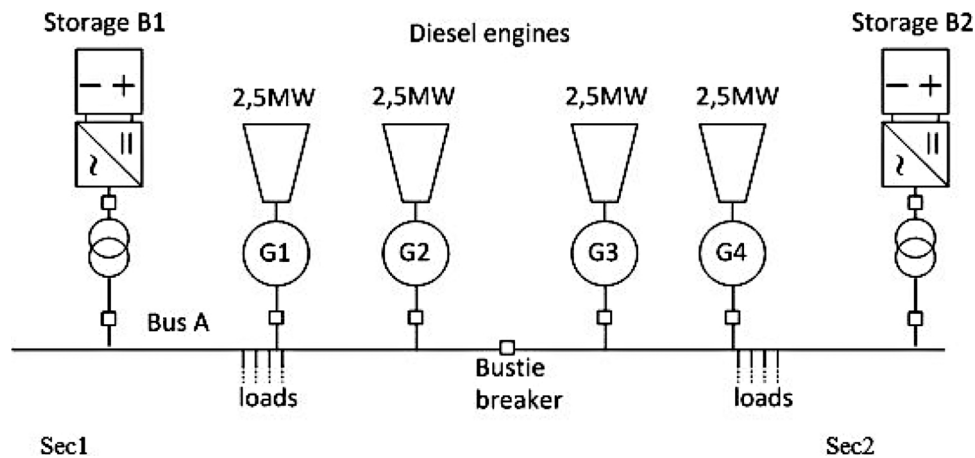 Storage B1
Diesel engines
Storage B2
2,5MW
2,5MW
2,5MW
2,5MW
G1
G2
G3
G4
Bus A
Bustie
breaker
loads
loads
Sec1
Sec2